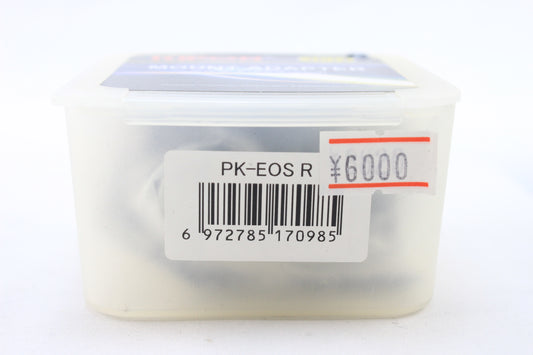 MOUNT ADAPTER
PK-EOS R
¥6000
6 972785 170985